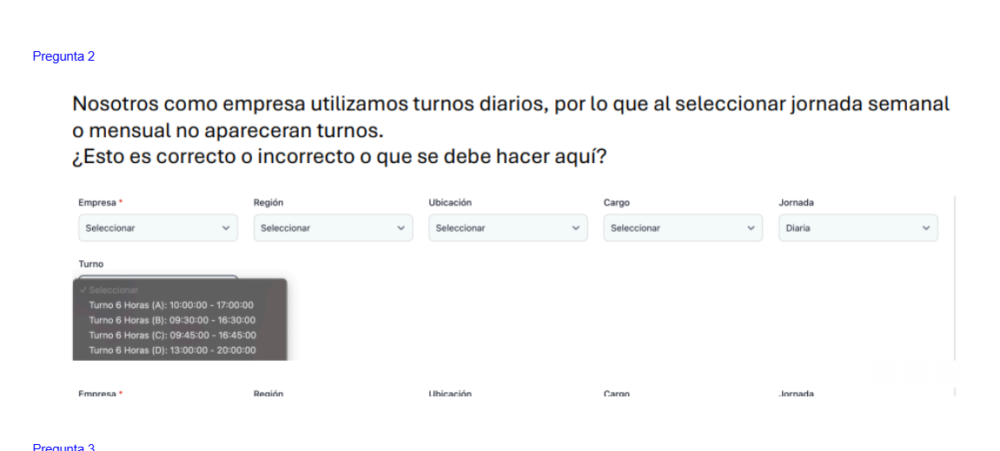 Pregunta 2
Nosotros como empresa utilizamos turnos diarios, por lo que al seleccionar jornada semanal
o mensual no apareceran turnos.
¿Esto es correcto o incorrecto o que se debe hacer aquí?
Empresa * Región Ubicación Cargo Jornada
Seleccionar Seleccionar Seleccionar Seleccionar Diaria
Turno
✓ Seleccionar
Turno 6 Horas (A): 10:00:00 - 17:00:00
Turno 6 Horas (B): 09:30:00 - 16:30:00
Turno 6 Horas (C): 09:45:00 - 16:45:00
Turno 6 Horas (D): 13:00:00 - 20:00:00
Empresa * Región Ubicación Cargo Jornada
Pregunta 3